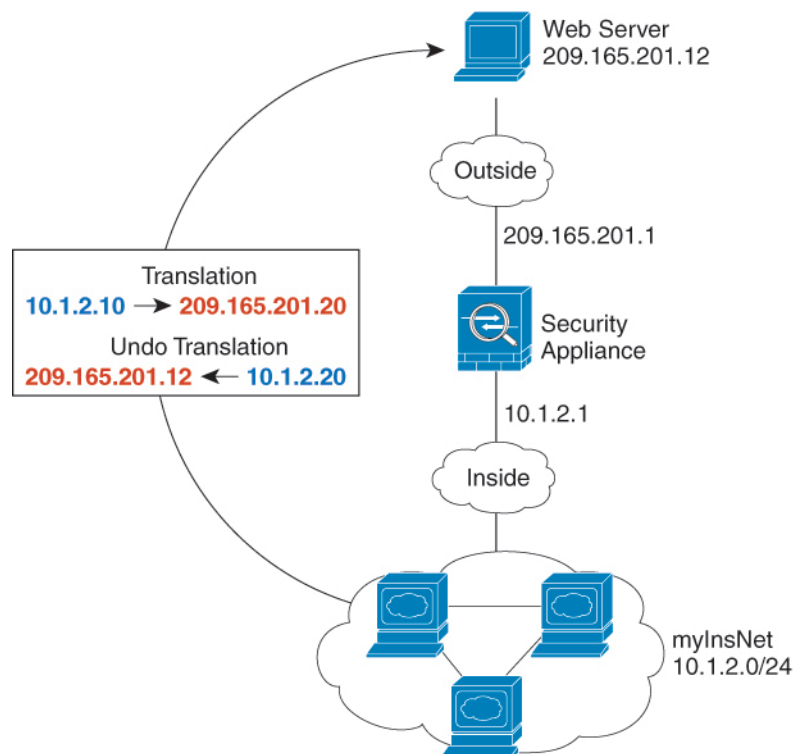 Web Server
209.165.201.12
Outside
209.165.201.1
Translation
10.1.2.10 → 209.165.201.20
Undo Translation
209.165.201.12 ← 10.1.2.20
Security
Appliance
10.1.2.1
Inside
myInsNet
10.1.2.0/24